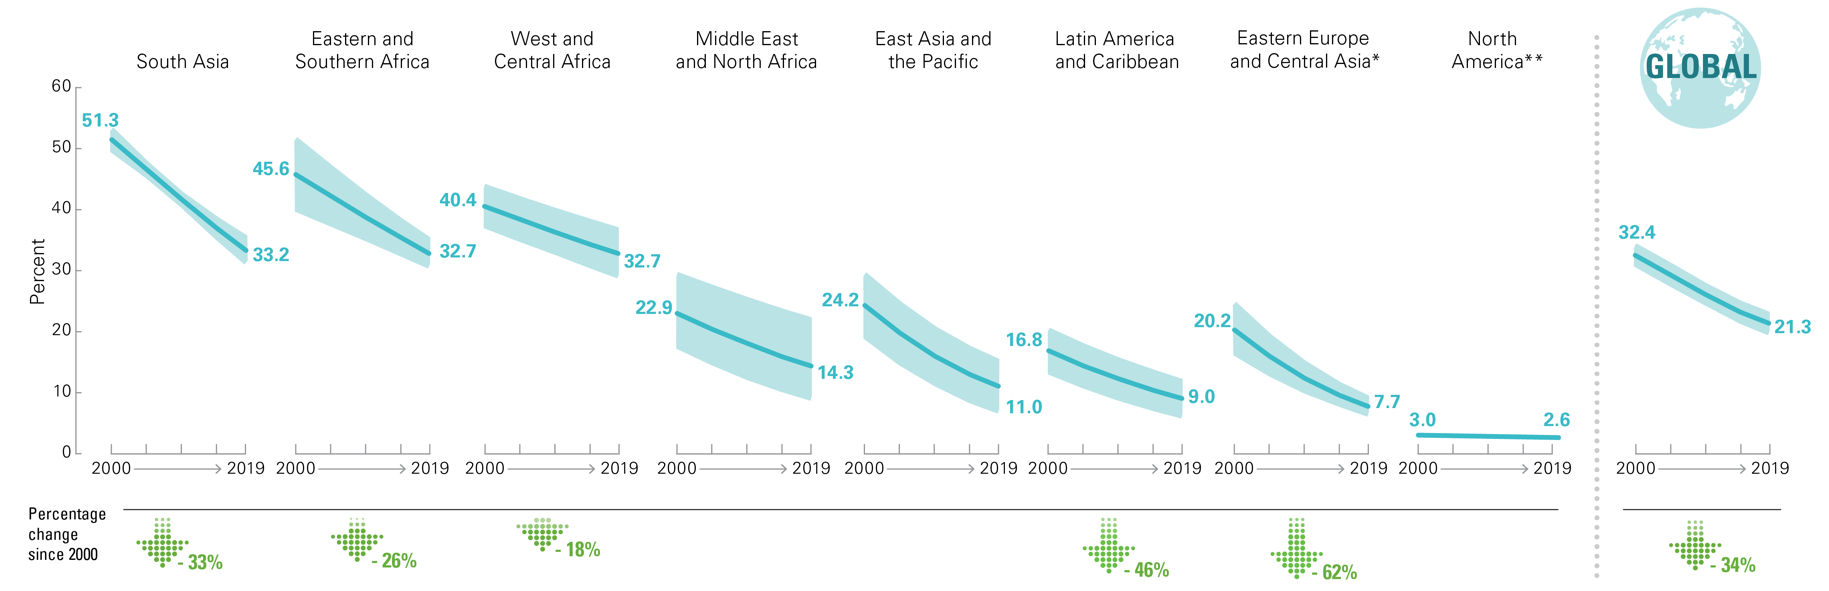 South Asia
Eastern and
Southern Africa
West and
Central Africa
Middle East
and North Africa
East Asia and
the Pacific
Latin America
and Caribbean
Eastern Europe
and Central Asia*
North
America**
GLOBAL
Percent
60
50
40
30
20
10
0
51.3
33.2
45.6
32.7
40.4
32.7
22.9
14.3
24.2
11.0
16.8
9.0
20.2
7.7
3.0
2.6
32.4
21.3
2000 2019
2000 2019
2000 2019
2000 2019
2000 2019
2000 2019
2000 2019
2000 2019
2000 2019
Percentage
change
since 2000
- 33%
- 26%
- 18%
- 46%
- 62%
- 34%